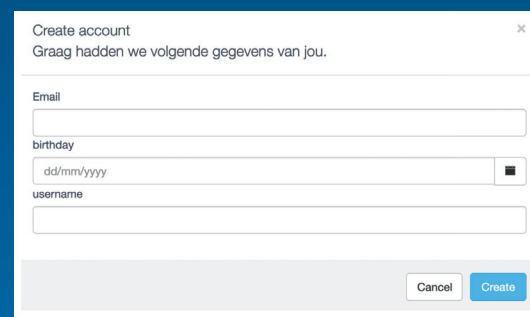 Create account
Graag hadden we volgende gegevens van jou.
Email
birthday
dd/mm/yyyy
username
Cancel
Create